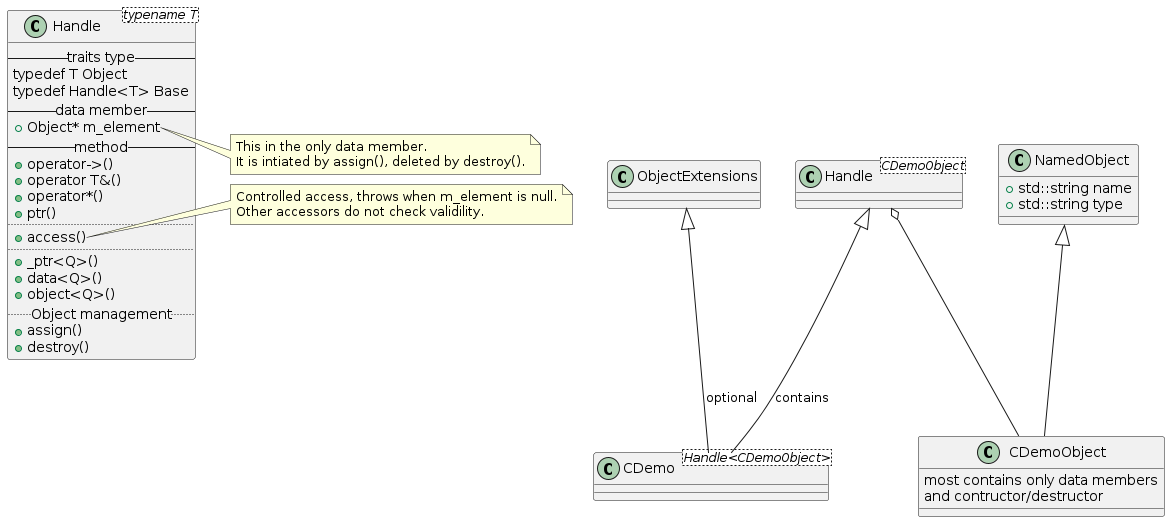 Handle
typename T
traits type
typedef T Object
typedef Handle<T> Base
data member
Object* m_element
method
operator->()
operator T&()
operator*()
ptr()
access()
_ptr<Q>()
data<Q>()
object<Q>()
Object management
assign()
destroy()
This in the only data member.
It is intiated by assign(), deleted by destroy().
Controlled access, throws when m_element is null.
Other accessors do not check validility.
C ObjectExtensions
C Handle
CDemoObject
C NamedObject
std::string name
std::string type
optional
contains
C CDemo
Handle<CDemoObject>
C CDemoObject
most contains only data members
and contructor/destructor